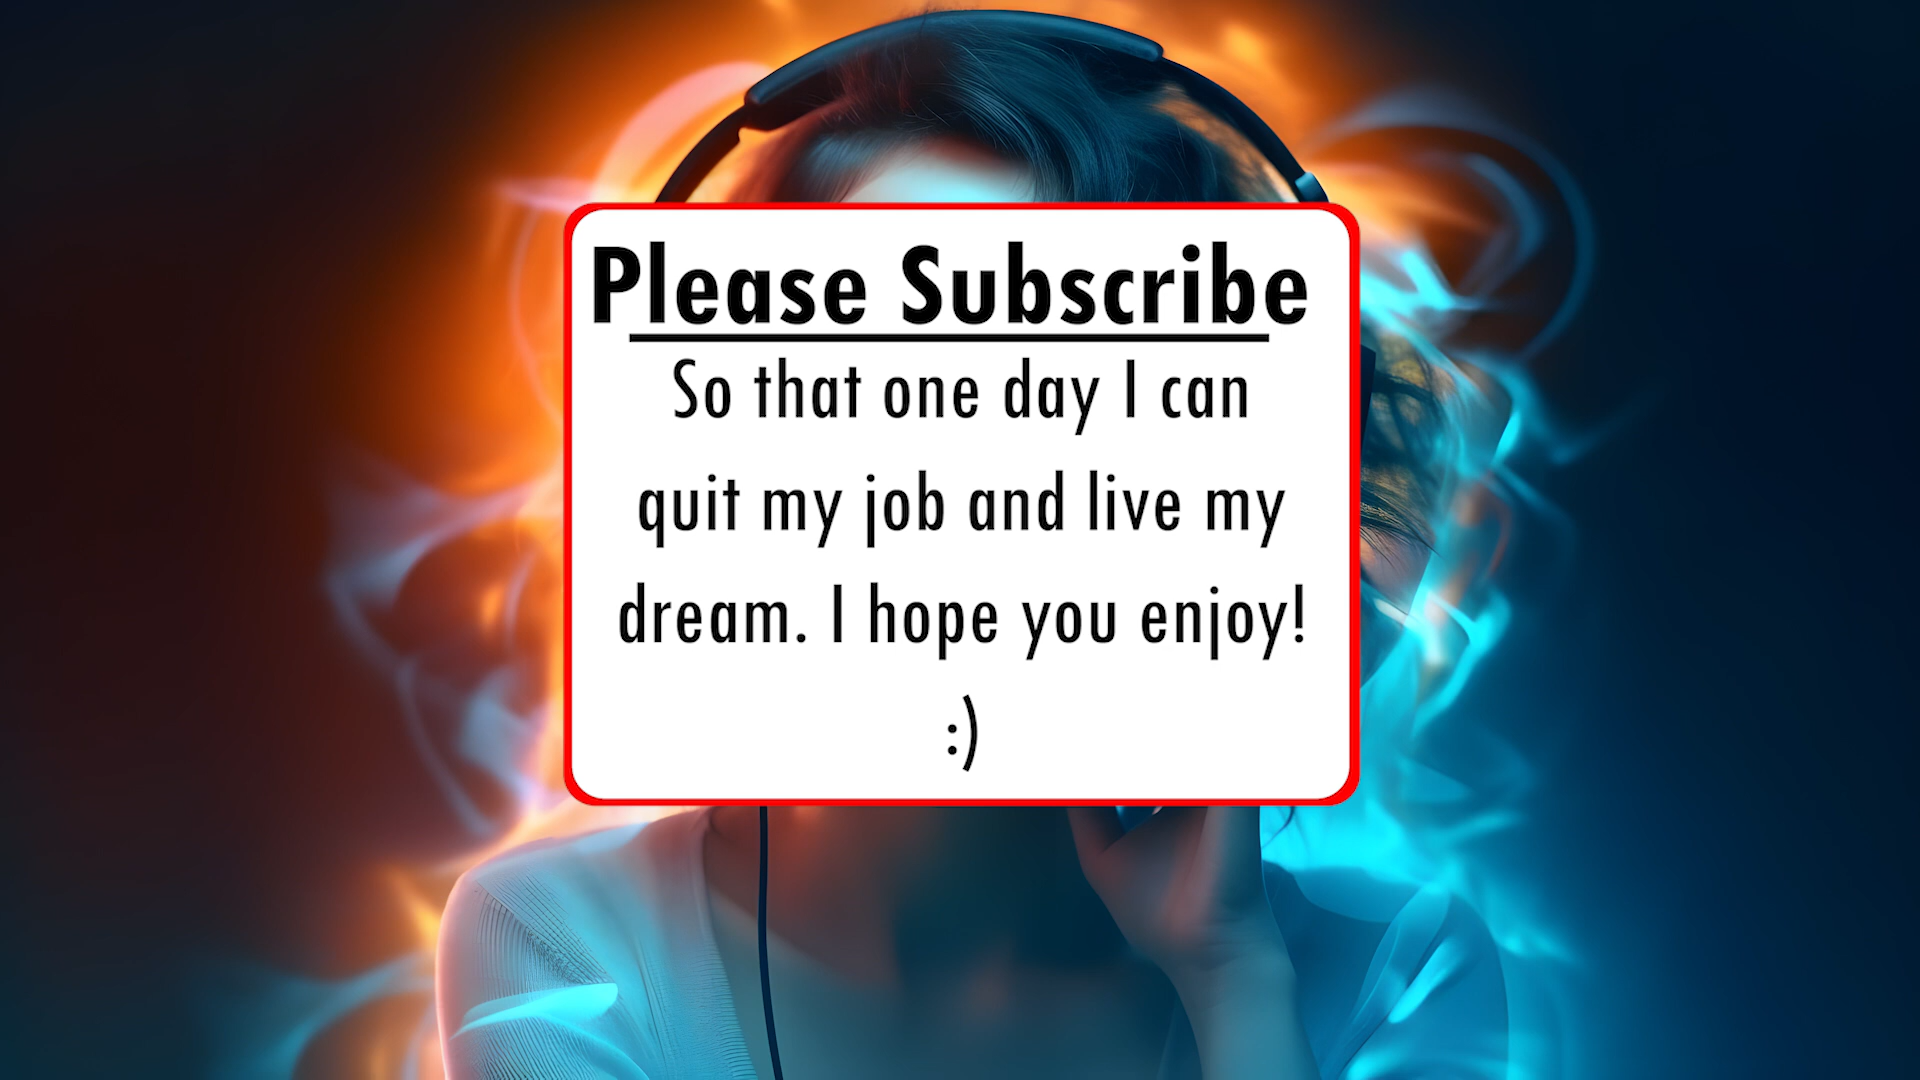 Please Subscribe
So that one day I can
quit my job and live my
dream. I hope you enjoy!
:)